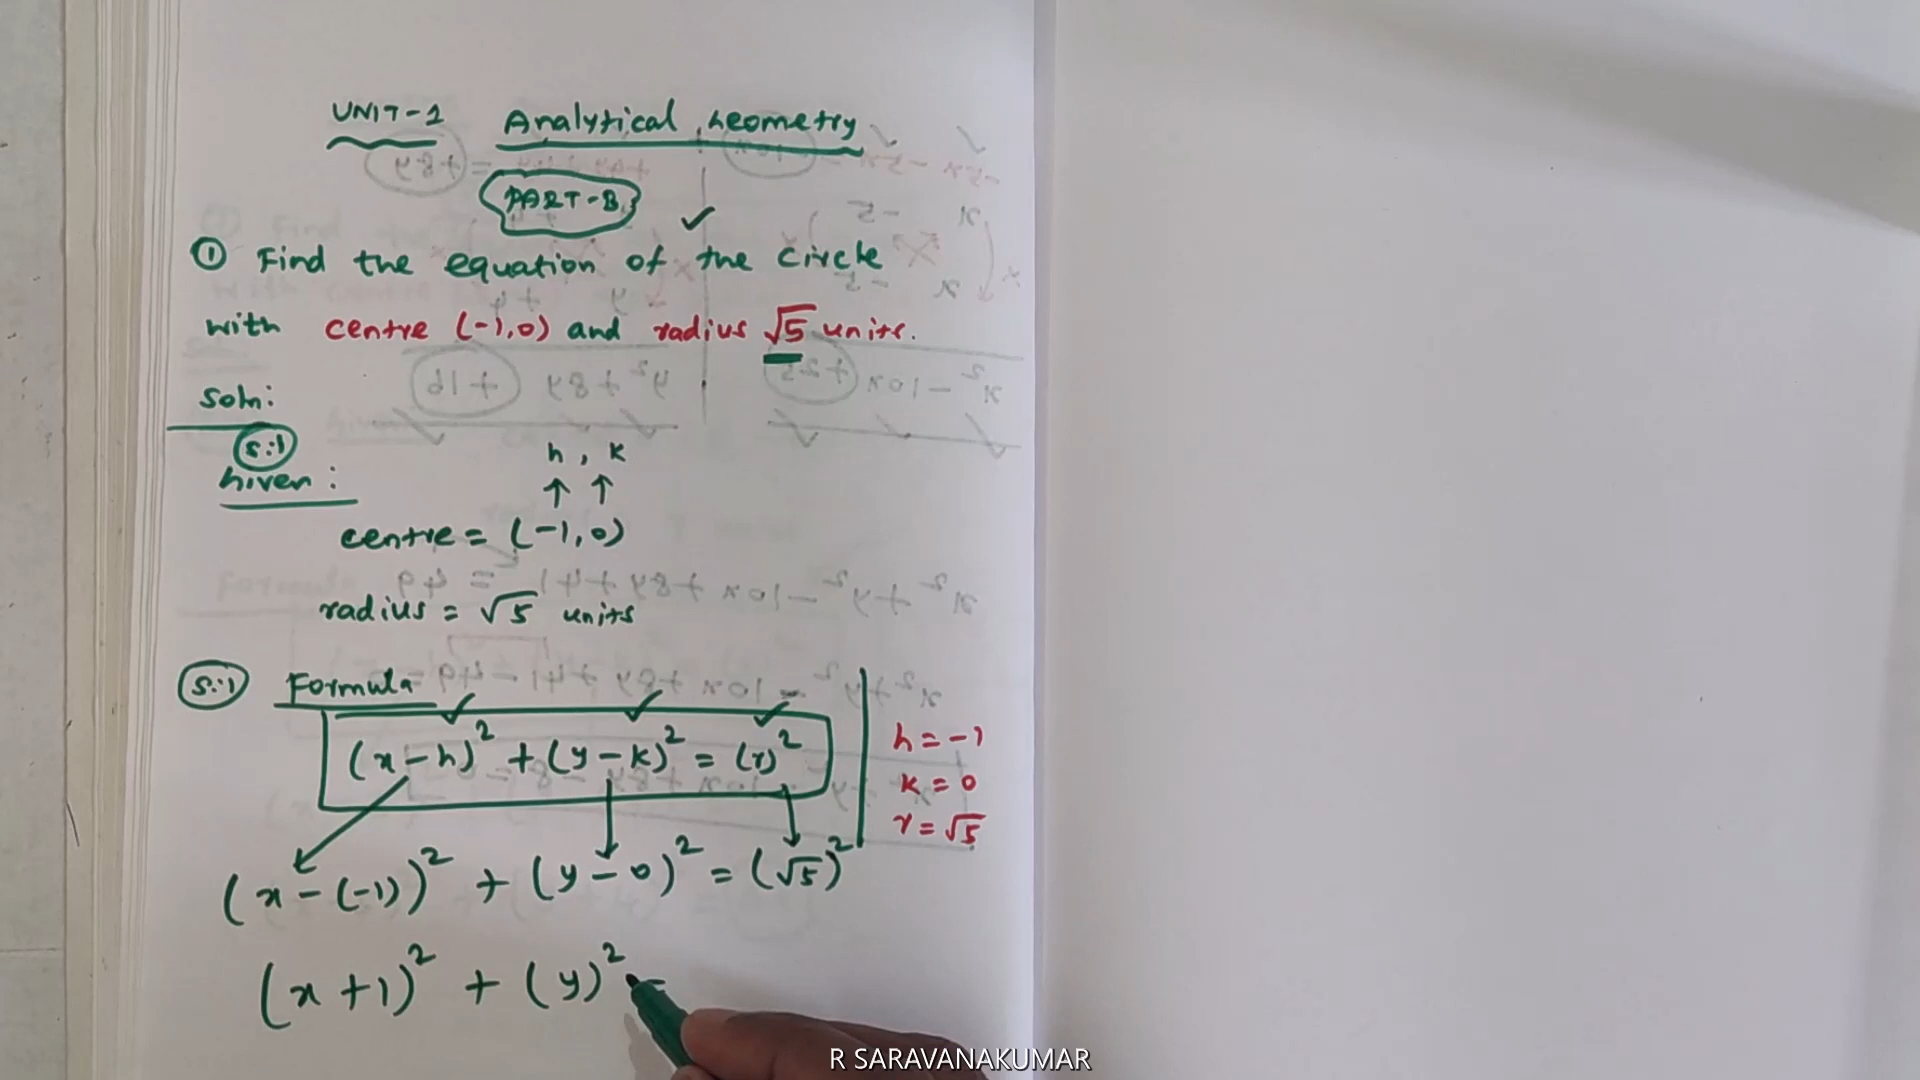 UNIT-1 Analytical Geometry
PART-B
① Find the equation of the circle
with centre (-1,0) and radius √5 units.
Soln:
S:1
Given:
h, k
↑ ↑
centre = (-1,0)
radius = √5 units
S:1 Formula
(x-h)² + (y-k)² = (r)²
h = -1
k = 0
r = √5
(x-(-1))² + (y-0)² = (√5)²
(x+1)² + (y)² =
R SARAVANAKUMAR